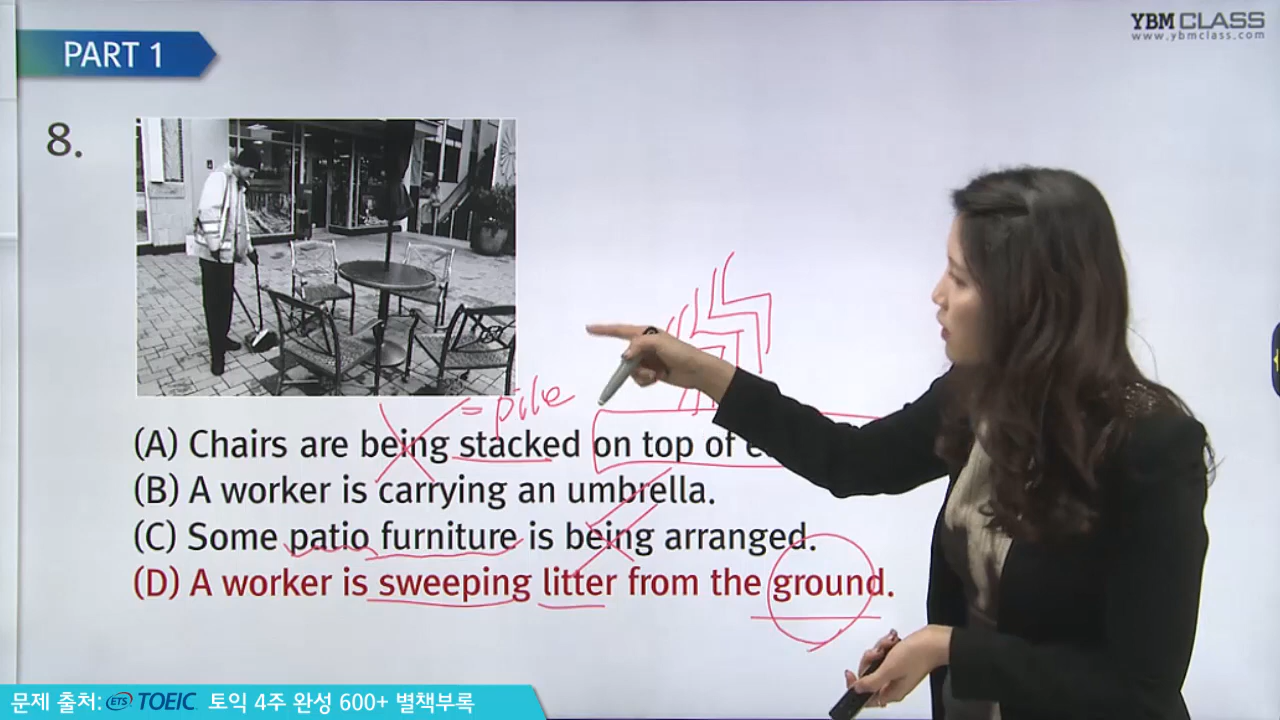 YBM CLASS
www.ybmclass.com
PART 1
8.
= pile
(A) Chairs are being stacked on top of
(B) A worker is carrying an umbrella.
(C) Some patio furniture is being arranged.
(D) A worker is sweeping litter from the ground.
문제 출처: ETS TOEIC 토익 4주 완성 600+ 별책부록